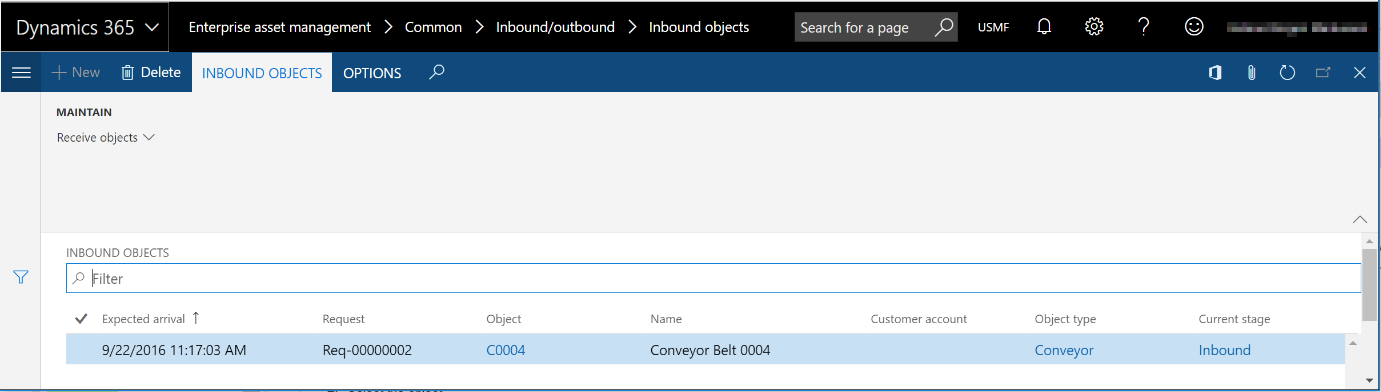 Dynamics 365 Enterprise asset management > Common > Inbound/outbound > Inbound objects Search for a page USMF
New Delete INBOUND OBJECTS OPTIONS
MAINTAIN
Receive objects
INBOUND OBJECTS
Filter
Expected arrival ↑ Request Object Name Customer account Object type Current stage
9/22/2016 11:17:03 AM Req-00000002 C0004 Conveyor Belt 0004 Conveyor Inbound